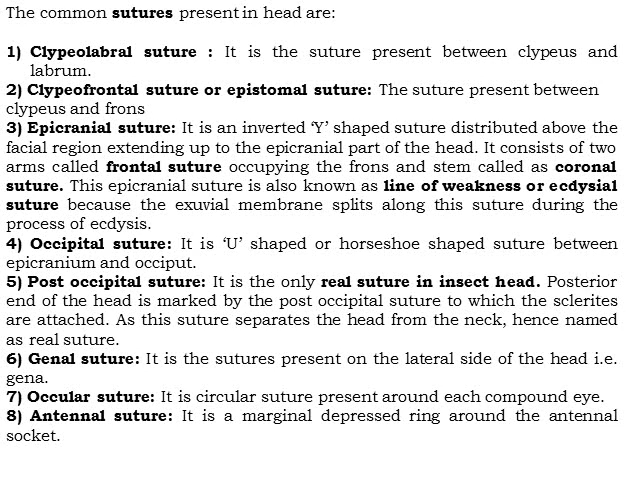 The common sutures present in head are:
1) Clypeolabral suture : It is the suture present between clypeus and
labrum.
2) Clypeofrontal suture or epistomal suture: The suture present between
clypeus and frons
3) Epicranial suture: It is an inverted ‘Y’ shaped suture distributed above the
facial region extending up to the epicranial part of the head. It consists of two
arms called frontal suture occupying the frons and stem called as coronal
suture. This epicranial suture is also known as line of weakness or ecdysial
suture because the exuvial membrane splits along this suture during the
process of ecdysis.
4) Occipital suture: It is ‘U’ shaped or horseshoe shaped suture between
epicranium and occiput.
5) Post occipital suture: It is the only real suture in insect head. Posterior
end of the head is marked by the post occipital suture to which the sclerites
are attached. As this suture separates the head from the neck, hence named
as real suture.
6) Genal suture: It is the sutures present on the lateral side of the head i.e.
gena.
7) Occular suture: It is circular suture present around each compound eye.
8) Antennal suture: It is a marginal depressed ring around the antennal
socket.